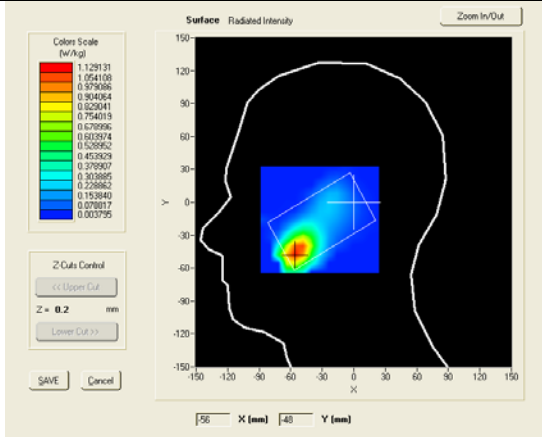 Surface Radiated Intensity
Zoom In/Out
Colors Scale
(W/kg)
1.129131
1.054108
0.979086
0.904064
0.829041
0.754019
0.678996
0.603974
0.528952
0.453929
0.378907
0.303885
0.228862
0.153840
0.078817
0.003795
150
120
90
60
30
0
-30
-60
-90
-120
-150
Y
-150 -120 -90 -60 -30 0 30 60 90 120 150
X
Z-Cuts Control
<< Upper Cut
Z = 0.2 mm
Lower Cut >>
SAVE Cancel
-56 X (mm) -48 Y (mm)